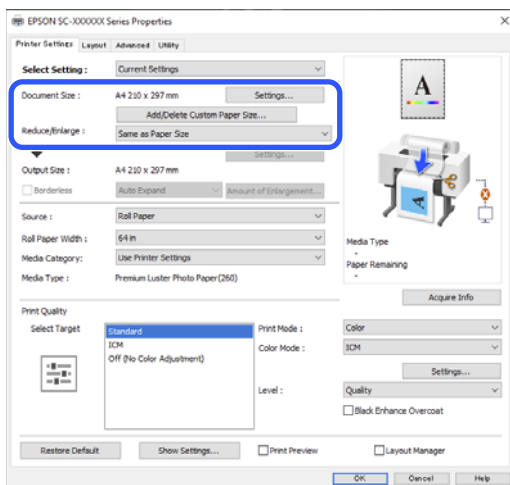 EPSON SC-XXXXXX Series Properties
Printer Settings Layout Advanced Utility
Select Setting : Current Settings
Document Size : A4 210 x 297 mm Settings...
Add/Delete Custom Paper Size...
Reduce/Enlarge : Same as Paper Size
Settings...
Output Size : A4 210 x 297 mm
Borderless Auto Expand Amount of Enlargement...
Source : Roll Paper
Roll Paper Width : 64 in
Media Category: Use Printer Settings
Media Type : Premium Luster Photo Paper(260)
A
A
Media Type
-
Paper Remaining
-
Acquire Info
Print Quality
Select Target
Standard
ICM
Off (No Color Adjustment)
Print Mode : Color
Color Mode : ICM
Settings...
Level : Quality
Black Enhance Overcoat
Restore Default Show Settings... Print Preview Layout Manager
OK Cancel Help